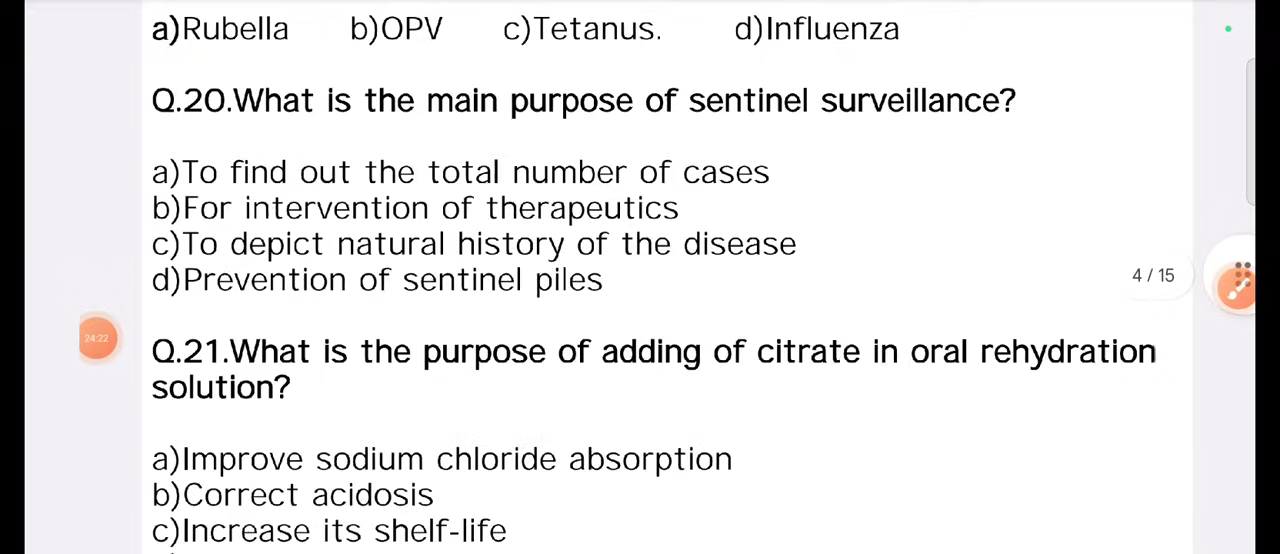 a)Rubella b)OPV c)Tetanus. d)Influenza
Q.20.What is the main purpose of sentinel surveillance?
a)To find out the total number of cases
b)For intervention of therapeutics
c)To depict natural history of the disease
d)Prevention of sentinel piles
4 / 15
24:22
Q.21.What is the purpose of adding of citrate in oral rehydration
solution?
a)Improve sodium chloride absorption
b)Correct acidosis
c)Increase its shelf-life